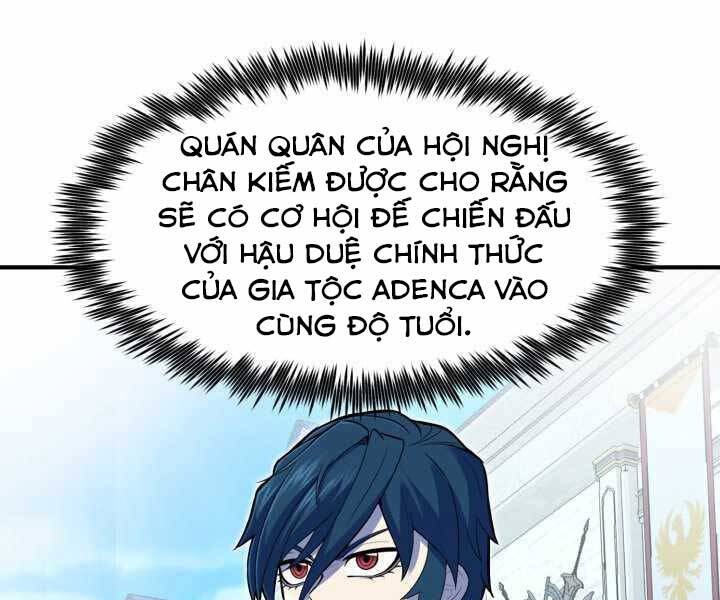 QUÁN QUÂN CỦA HỘI NGHỊ
CHÂN KIẾM ĐƯỢC CHO RẰNG
SẼ CÓ CƠ HỘI ĐỂ CHIẾN ĐẤU
VỚI HẬU DUỆ CHÍNH THỨC
CỦA GIA TỘC ADENCA VÀO
CÙNG ĐỘ TUỔI.